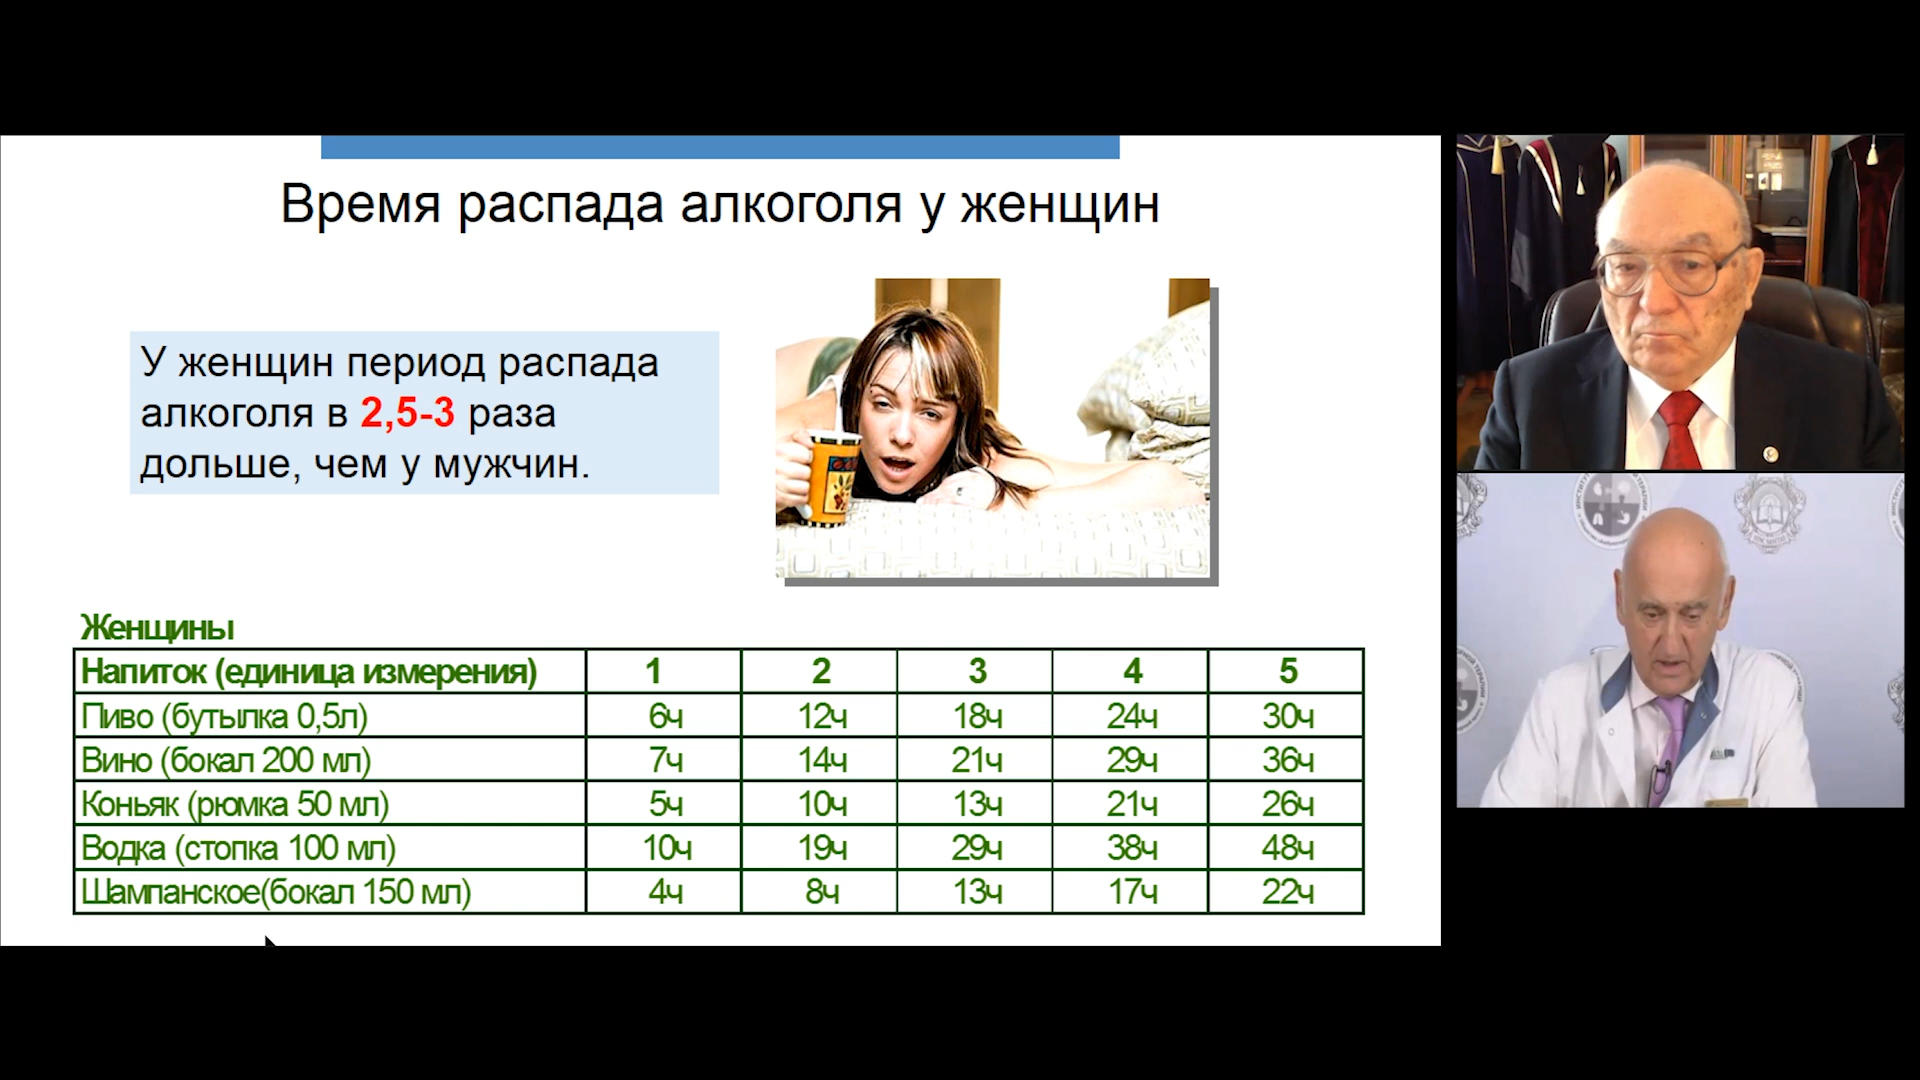 Время распада алкоголя у женщин
У женщин период распада
алкоголя в 2,5-3 раза
дольше, чем у мужчин.
Женщины
Напиток (единица измерения) 1 2 3 4 5
Пиво (бутылка 0,5л) 6ч 12ч 18ч 24ч 30ч
Вино (бокал 200 мл) 7ч 14ч 21ч 29ч 36ч
Коньяк (рюмка 50 мл) 5ч 10ч 13ч 21ч 26ч
Водка (стопка 100 мл) 10ч 19ч 29ч 38ч 48ч
Шампанское(бокал 150 мл) 4ч 8ч 13ч 17ч 22ч